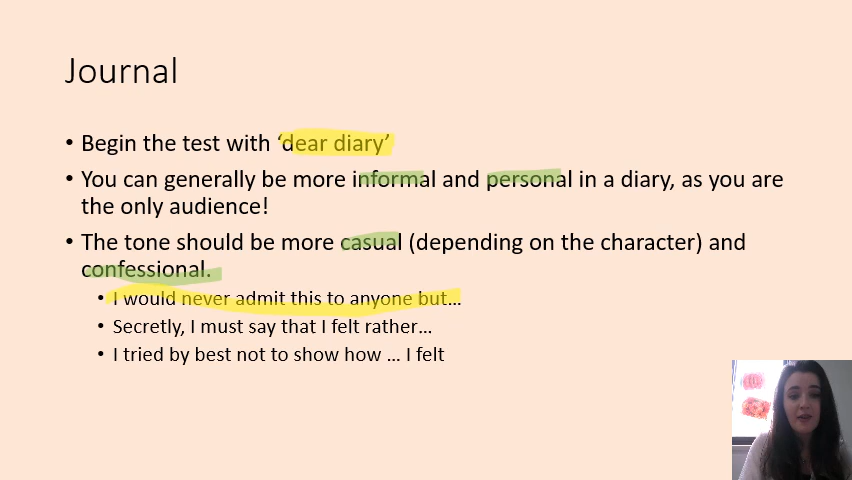 Journal
• Begin the test with ‘dear diary’
• You can generally be more informal and personal in a diary, as you are
the only audience!
• The tone should be more casual (depending on the character) and
confessional.
• I would never admit this to anyone but…
• Secretly, I must say that I felt rather…
• I tried by best not to show how … I felt